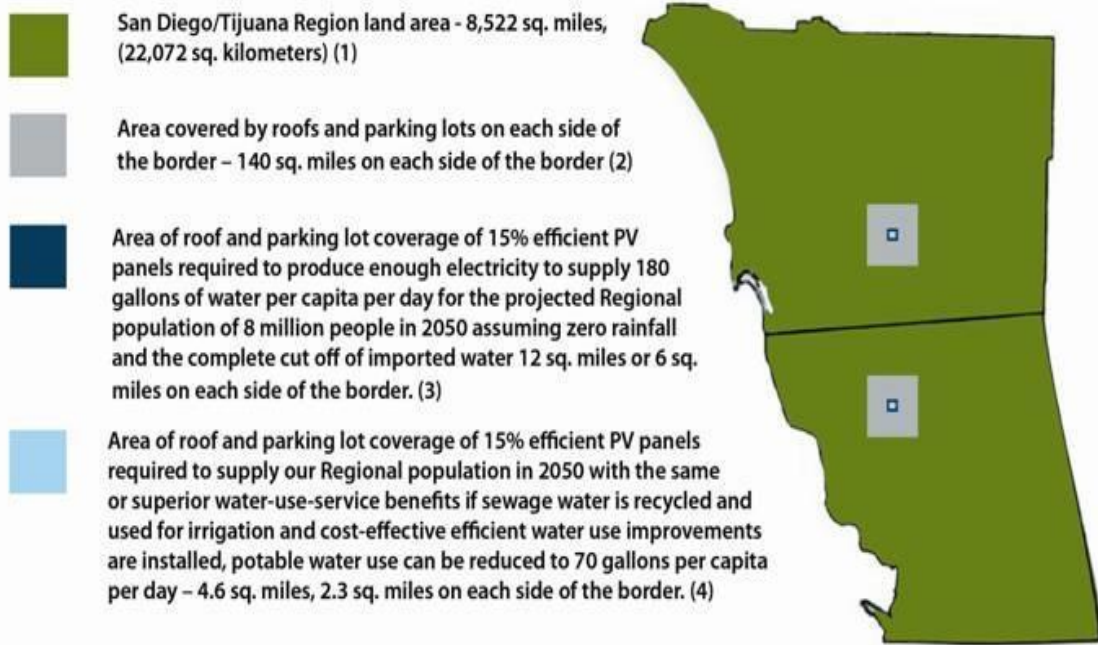 San Diego/Tijuana Region land area - 8,522 sq. miles,
(22,072 sq. kilometers) (1)
Area covered by roofs and parking lots on each side of
the border – 140 sq. miles on each side of the border (2)
Area of roof and parking lot coverage of 15% efficient PV
panels required to produce enough electricity to supply 180
gallons of water per capita per day for the projected Regional
population of 8 million people in 2050 assuming zero rainfall
and the complete cut off of imported water 12 sq. miles or 6 sq.
miles on each side of the border. (3)
Area of roof and parking lot coverage of 15% efficient PV panels
required to supply our Regional population in 2050 with the same
or superior water-use-service benefits if sewage water is recycled and
used for irrigation and cost-effective efficient water use improvements
are installed, potable water use can be reduced to 70 gallons per capita
per day – 4.6 sq. miles, 2.3 sq. miles on each side of the border. (4)